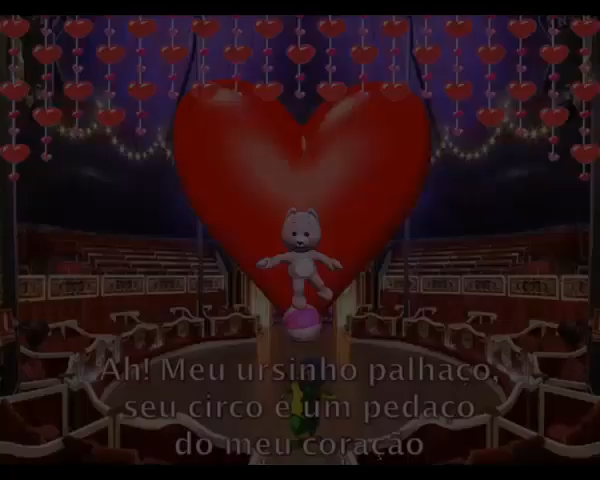 Ah! Meu ursinho palhaço,
seu circo é um pedaço
do meu coração